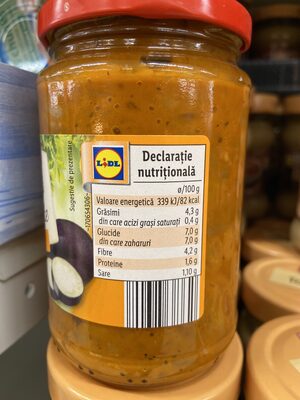 LIDL
Declarație
nutrițională
ø/100 g
Valoare energetică 339 kJ/82 kcal
Grăsimi 4,3 g
din care acizi grași saturați 0,4 g
Glucide 7,0 g
din care zaharuri 7,0 g
Fibre 4,2 g
Proteine 1,6 g
Sare 1,10 g
Sugestie de prezentare